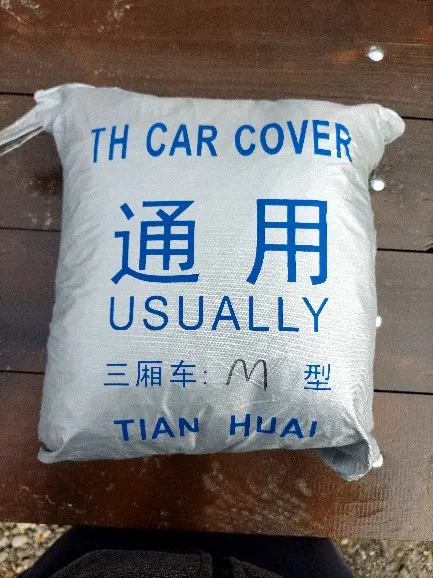 TH CAR COVER
通用
USUALLY
三厢车: M 型
TIAN HUAI